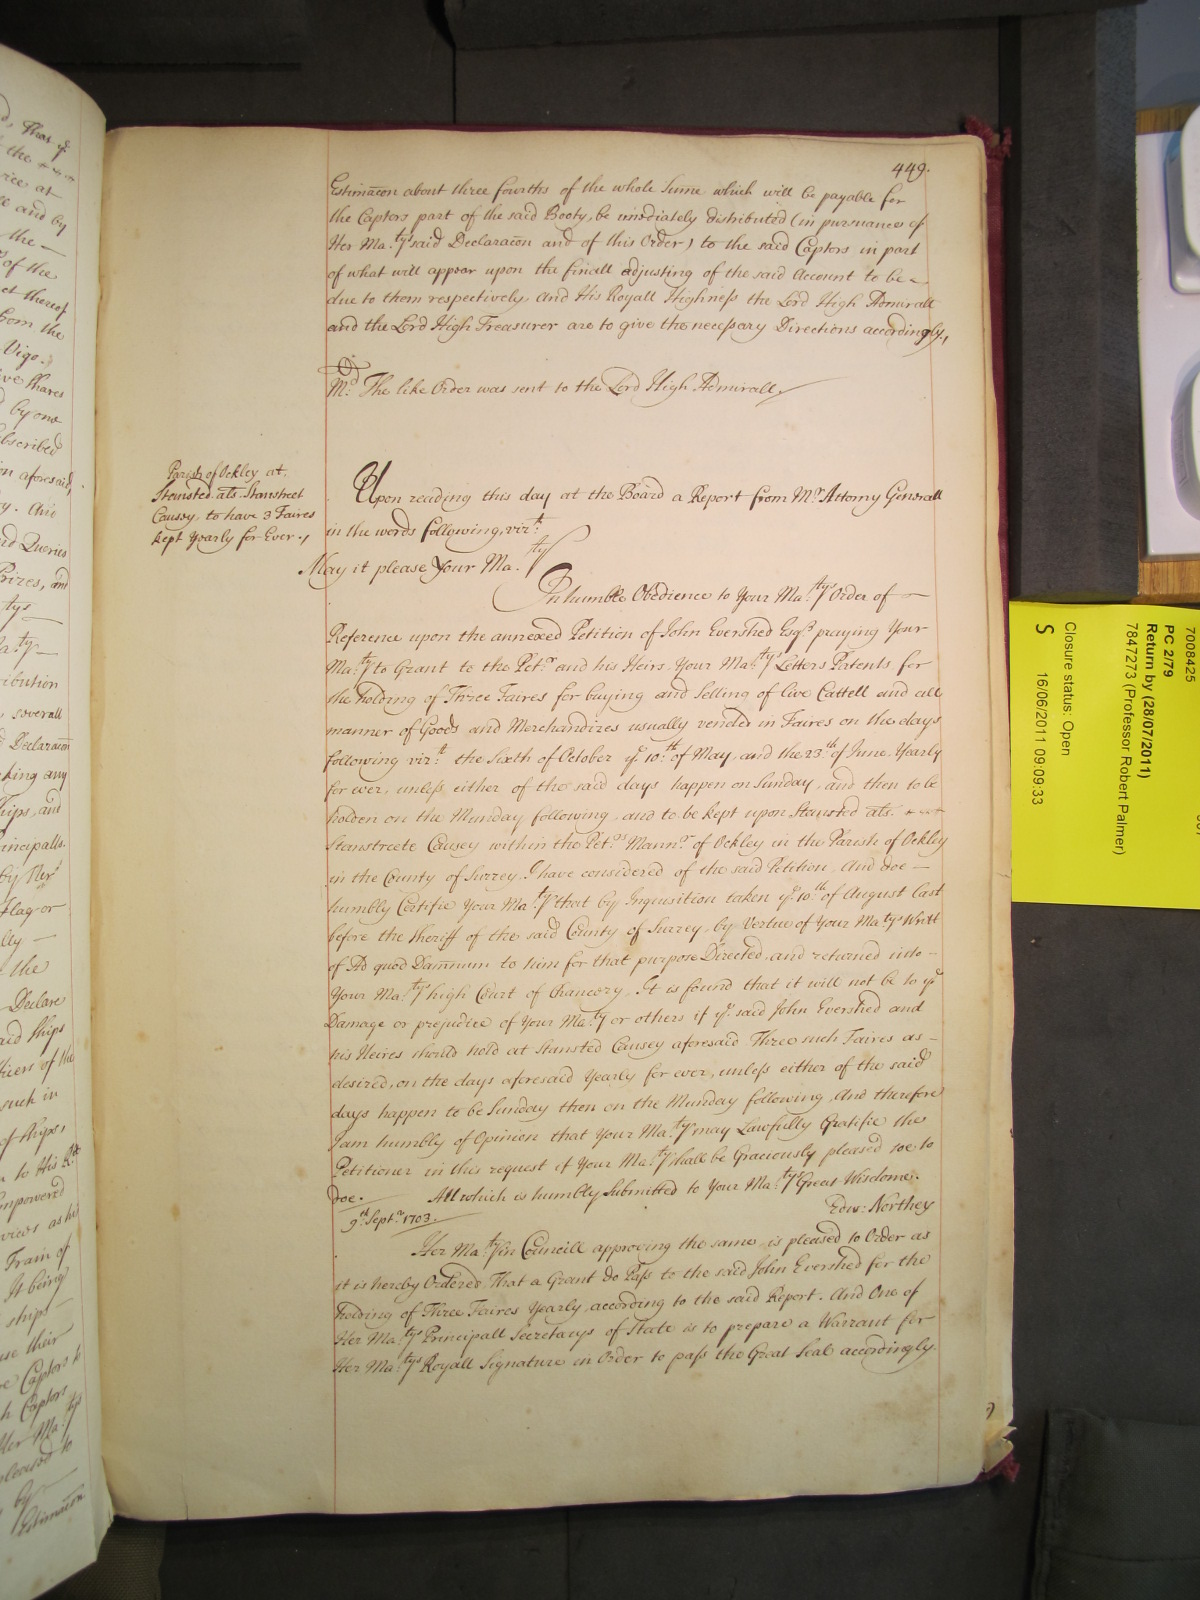 449.
Estimac̃on about three fourths of the whole Sume which will be payable for
the Captors part of the said Booty, be im̃ediately distributed (in pursuance of
Her Ma:tys said Declarac̃on and of this Order) to the said Captors in part
of what will appear upon the finall adjusting of the said Account to be
due to them respectively, And His Royall Highness the Lord High Admirall
and the Lord High Treasurer are to give the necessary Directions accordingly,
Md. The like Order was sent to the Lord High Admirall,
Parish of Ockley at
Stansted als. Stanstreet
Causey, to have 3 Faires
kept Yearly for Ever,
Upon reading this day at the Board a Report from Mr. Attorny Generall
in the words following, vizt.
May it please Your Ma:ty
In humble Obedience to Your Ma:tys Order of
Reference upon the annexed Petition of John Evershed Esqr. praying Your
Ma:ty to Grant to the Petr. and his Heirs, Your Ma:tys Letters Patents for
the holding of Three Faires for buying and Selling of live Cattell and all
manner of Goods and Merchandizes usually vended in Faires on the days
following vizt. the Sixth of October ye. 10th. of May, and the 23th. of June, Yearly
for ever, unless either of the said days happen on Sunday, and then to be
holden on the Munday following, and to be kept upon Stansted als.
Stanstreete Causey within the Petrs. Mannr. of Ockley in the Parish of Ockley
in the County of Surrey. I have considered of the said Petition, And doe
humbly Certifie Your Ma:ty that by Inquisition taken ye. 10th of August last
before the Sheriff of the said County of Surrey, by Vertue of Your Ma:tys Writt
of Ad quod Damnum to him for that purpose Directed, and returned into
Your Ma:tys high Court of Chancery, It is found that it will not be to ye
Damage or prejudice of Your Ma:ty or others if ye. said John Evershed and
his Heires should hold at Stansted Causey aforesaid Three such Faires as
desired, on the days aforesaid Yearly for ever, unless either of the said
days happen to be Sunday then on the Munday following, And therefore
I am humbly of Opinion that Your Ma:ty may Lawfully Gratifie the
Petitioner in this request if Your Ma:ty shall be Graciously pleased soe to
doe. All which is humbly Submitted to Your Ma:tys Great Wisdome.
9th. Septr. 1703. Edw: Northey
Her Ma:ty in Councill approving the same, is pleased to Order as
it is hereby Ordered That a Grant do Pass to the said John Evershed for the
holding of Three Faires Yearly, according to the said Report. And One of
Her Ma:tys Principall Secretarys of State is to prepare a Warrant for
Her Ma:tys Royall Signature in Order to pass the Great Seal accordingly.
7008425
PC 2/79
Return by (28/07/2011)
7847273 (Professor Robert Palmer)
Closure status: Open
S 16/06/2011 09:09:33